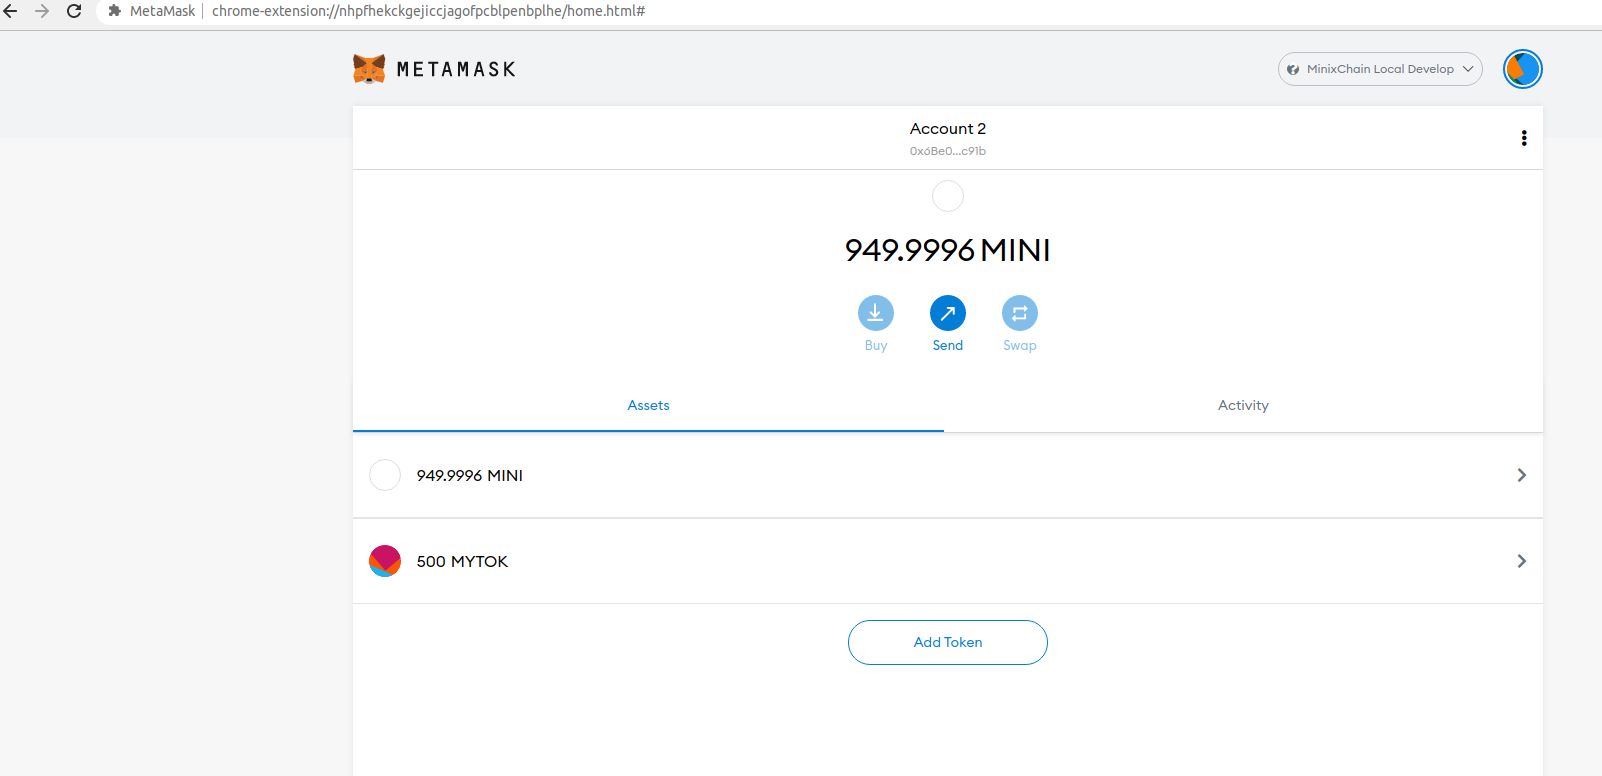 MetaMask chrome-extension://nhpfhekckgejiccjagofpcblpenbplhe/home.html#
METAMASK
MinixChain Local Develop
Account 2
0x6Be0...c91b
949.9996 MINI
Buy Send Swap
Assets Activity
949.9996 MINI
500 MYTOK
Add Token